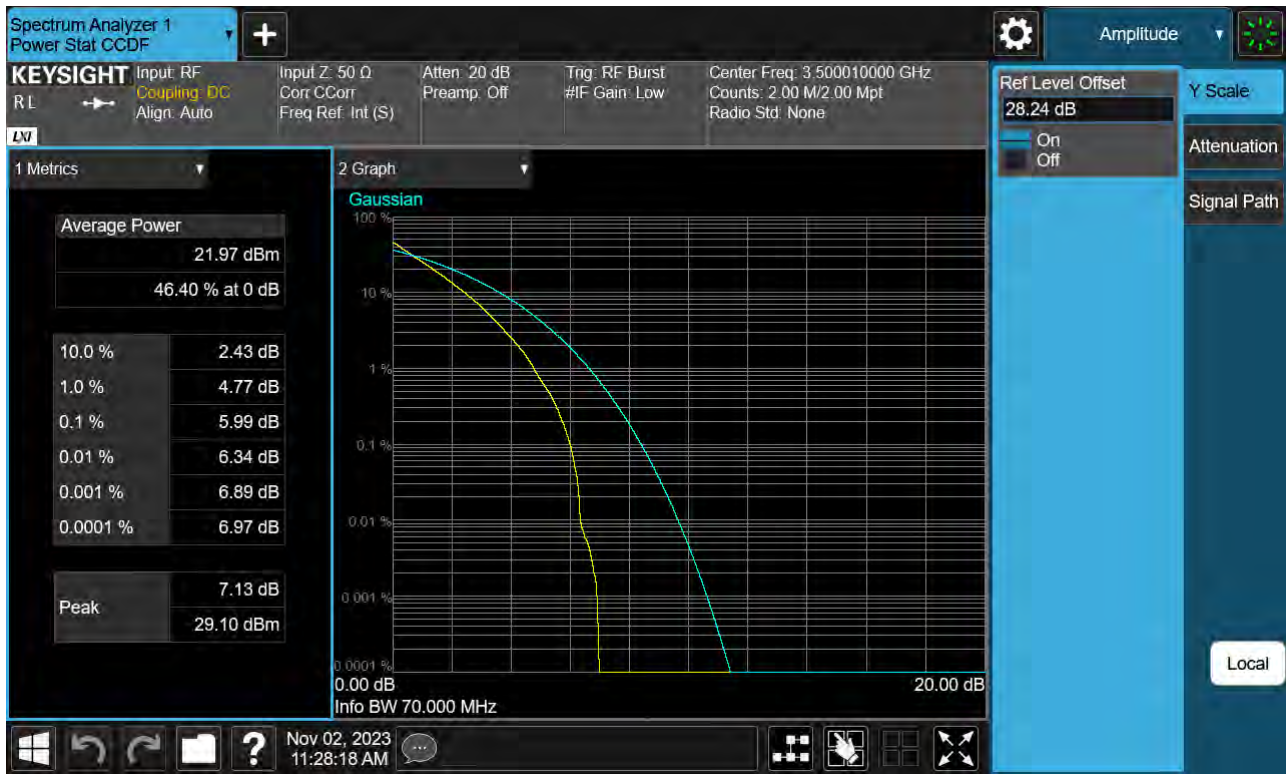 Spectrum Analyzer 1
Power Stat CCDF
+
Amplitude
KEYSIGHT
RL
LXI
Input: RF
Coupling: DC
Align: Auto
Input Z: 50 Ω
Corr CCorr
Freq Ref: Int (S)
Atten: 20 dB
Preamp: Off
Trig: RF Burst
#IF Gain: Low
Center Freq: 3.500010000 GHz
Counts: 2.00 M/2.00 Mpt
Radio Std: None
Ref Level Offset
28.24 dB
On
Off
Y Scale
Attenuation
Signal Path
Local
1 Metrics
Average Power
21.97 dBm
46.40 % at 0 dB
10.0 % 2.43 dB
1.0 % 4.77 dB
0.1 % 5.99 dB
0.01 % 6.34 dB
0.001 % 6.89 dB
0.0001 % 6.97 dB
Peak
7.13 dB
29.10 dBm
2 Graph
Gaussian
100 %
10 %
1 %
0.1 %
0.01 %
0.001 %
0.0001 %
0.00 dB 20.00 dB
Info BW 70.000 MHz
?
Nov 02, 2023
11:28:18 AM